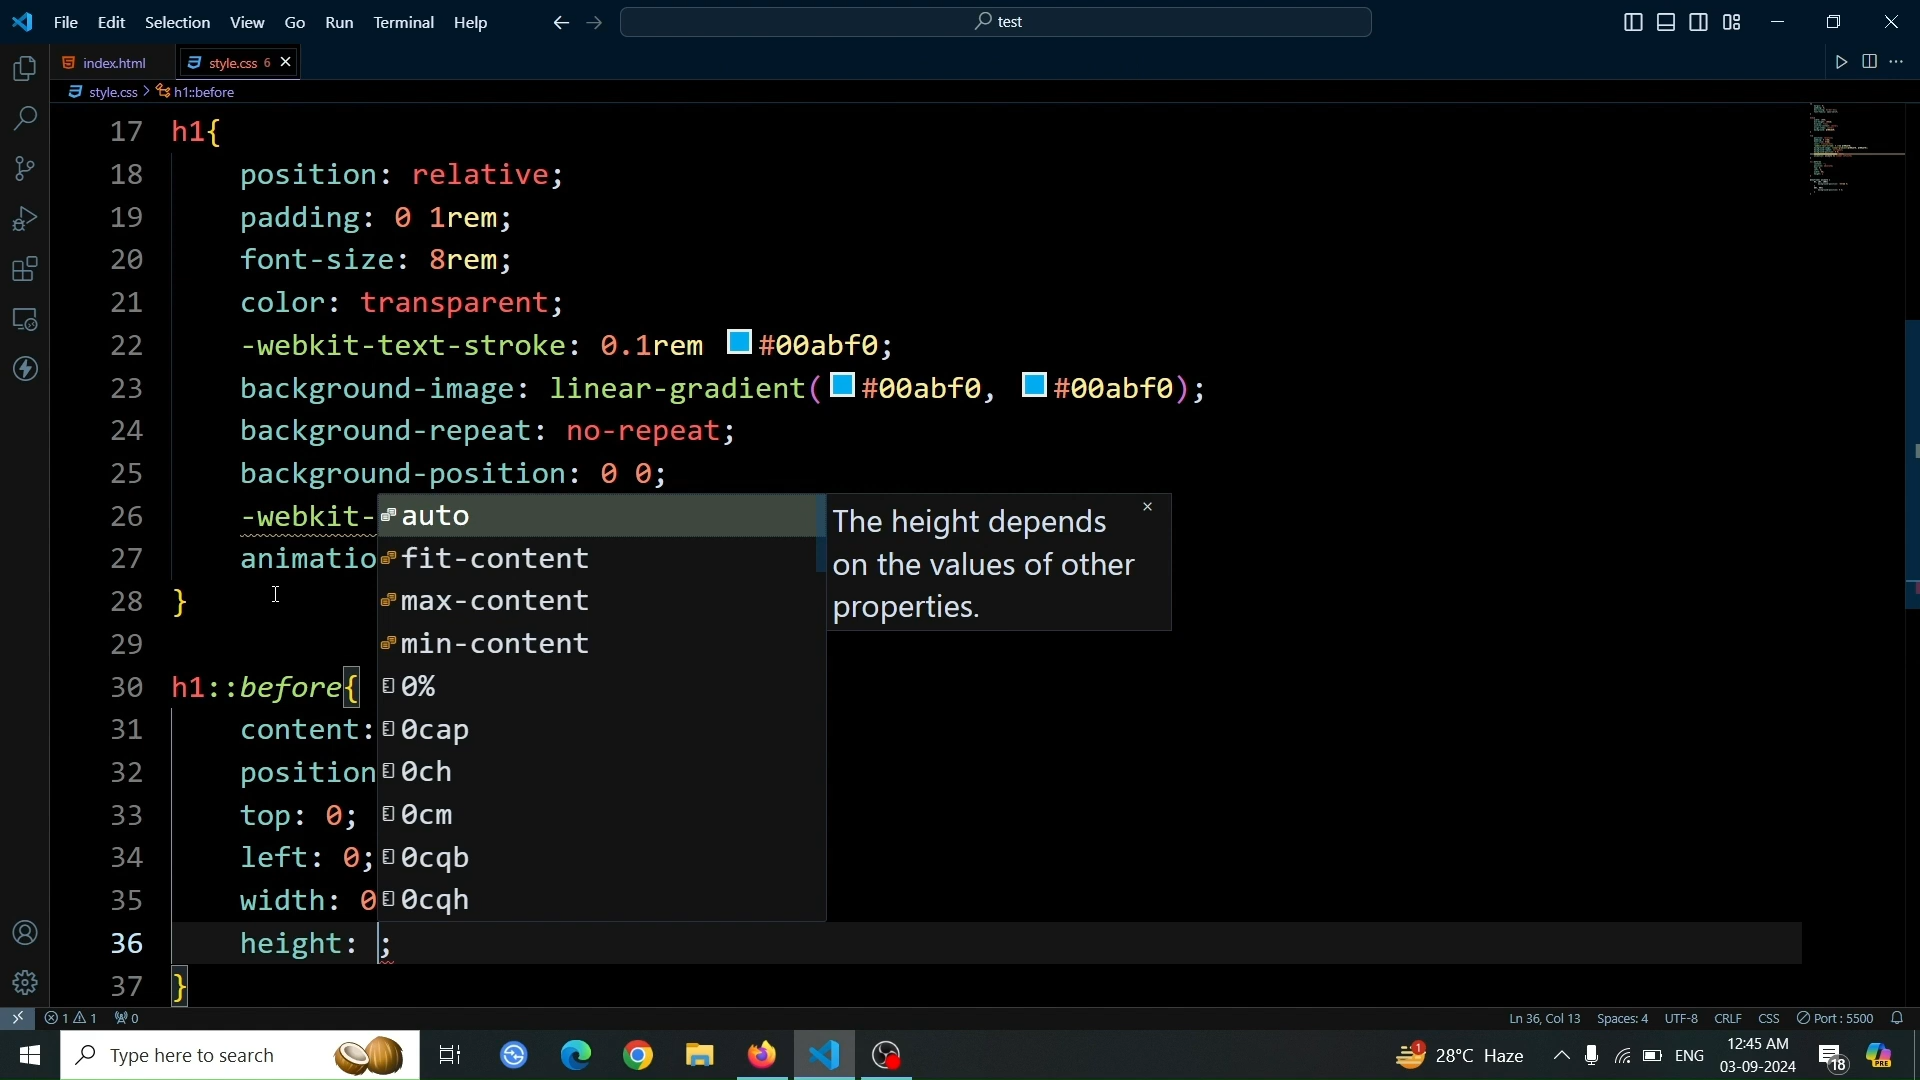 File Edit Selection View Go Run Terminal Help test
index.html style.css 6
style.css > h1::before
17 h1{
18 position: relative;
19 padding: 0 1rem;
20 font-size: 8rem;
21 color: transparent;
22 -webkit-text-stroke: 0.1rem #00abf0;
23 background-image: linear-gradient(#00abf0, #00abf0);
24 background-repeat: no-repeat;
25 background-position: 0 0;
26 -webkit-
27 animatio
28 }
29
30 h1::before{
31 content:
32 position
33 top: 0;
34 left: 0;
35 width: 0
36 height: ;
37 }
auto
fit-content
max-content
min-content
0%
0cap
0ch
0cm
0cqb
0cqh
The height depends
on the values of other
properties.
1 1 0 Ln 36, Col 13 Spaces: 4 UTF-8 CRLF CSS Port : 5500
Type here to search 1 28°C Haze ENG 12:45 AM
03-09-2024 18 PRE